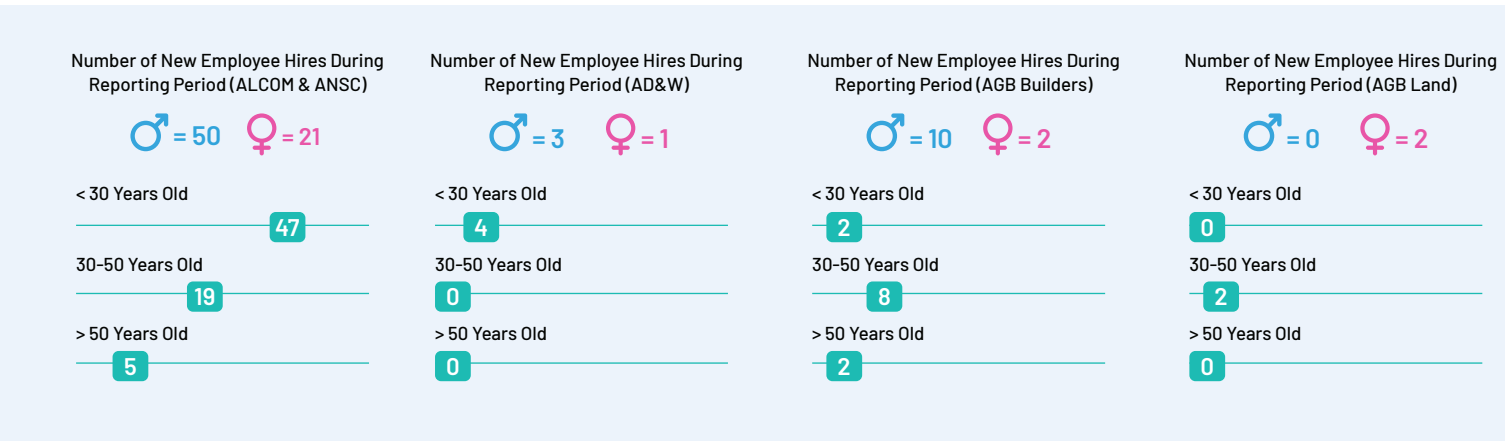 Number of New Employee Hires During
Reporting Period (ALCOM & ANSC)
= 50
= 21
< 30 Years Old
47
30-50 Years Old
19
> 50 Years Old
5
Number of New Employee Hires During
Reporting Period (AD&W)
= 3
= 1
< 30 Years Old
4
30-50 Years Old
0
> 50 Years Old
0
Number of New Employee Hires During
Reporting Period (AGB Builders)
= 10
= 2
< 30 Years Old
2
30-50 Years Old
8
> 50 Years Old
2
Number of New Employee Hires During
Reporting Period (AGB Land)
= 0
= 2
< 30 Years Old
0
30-50 Years Old
2
> 50 Years Old
0